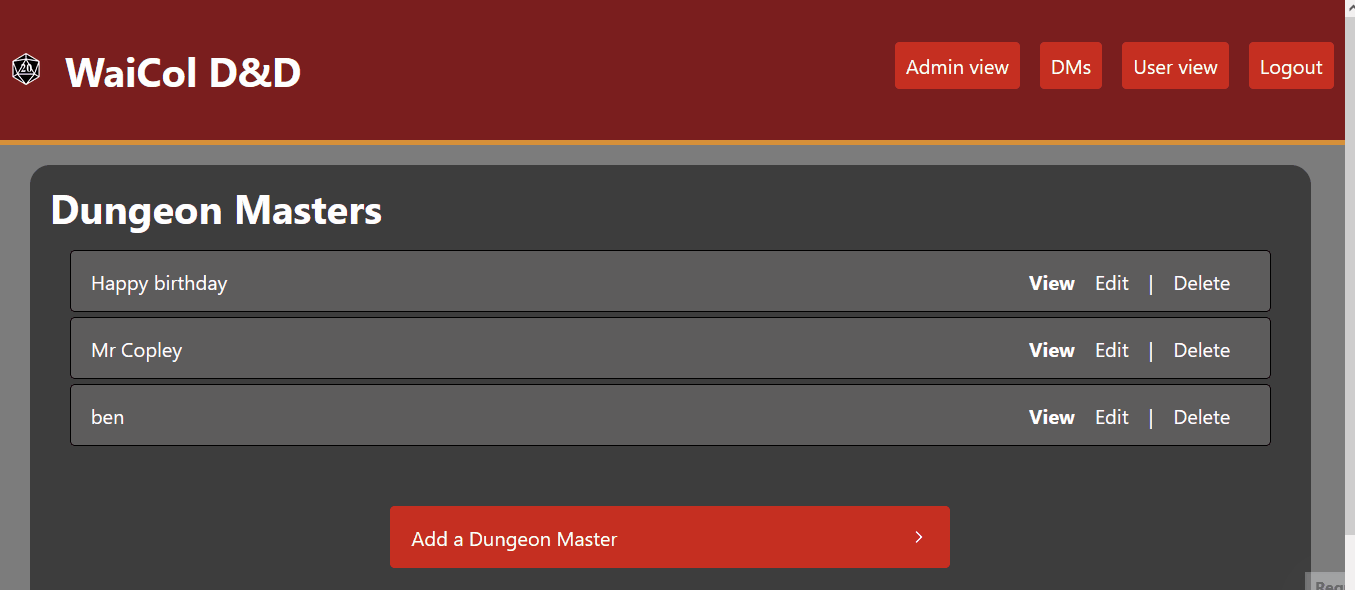 20 WaiCol D&D Admin view DMs User view Logout
Dungeon Masters
Happy birthday View Edit | Delete
Mr Copley View Edit | Delete
ben View Edit | Delete
Add a Dungeon Master >